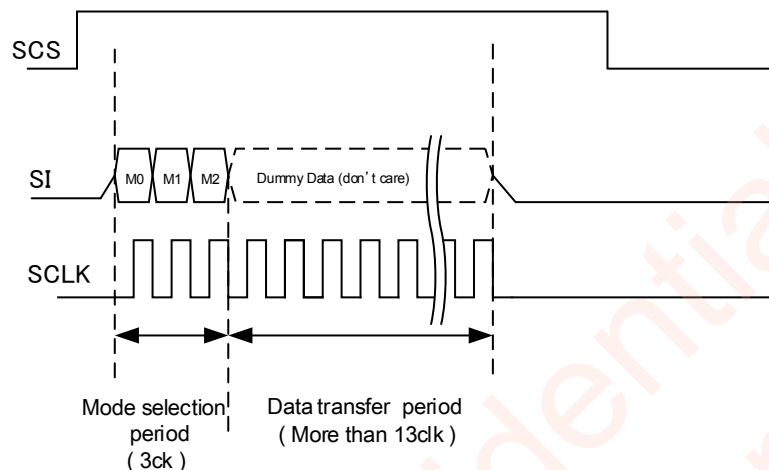 SCS
SI
M0 M1 M2 Dummy Data (don't care)
SCLK
Mode selection
period
( 3ck )
Data transfer period
( More than 13clk )
idential